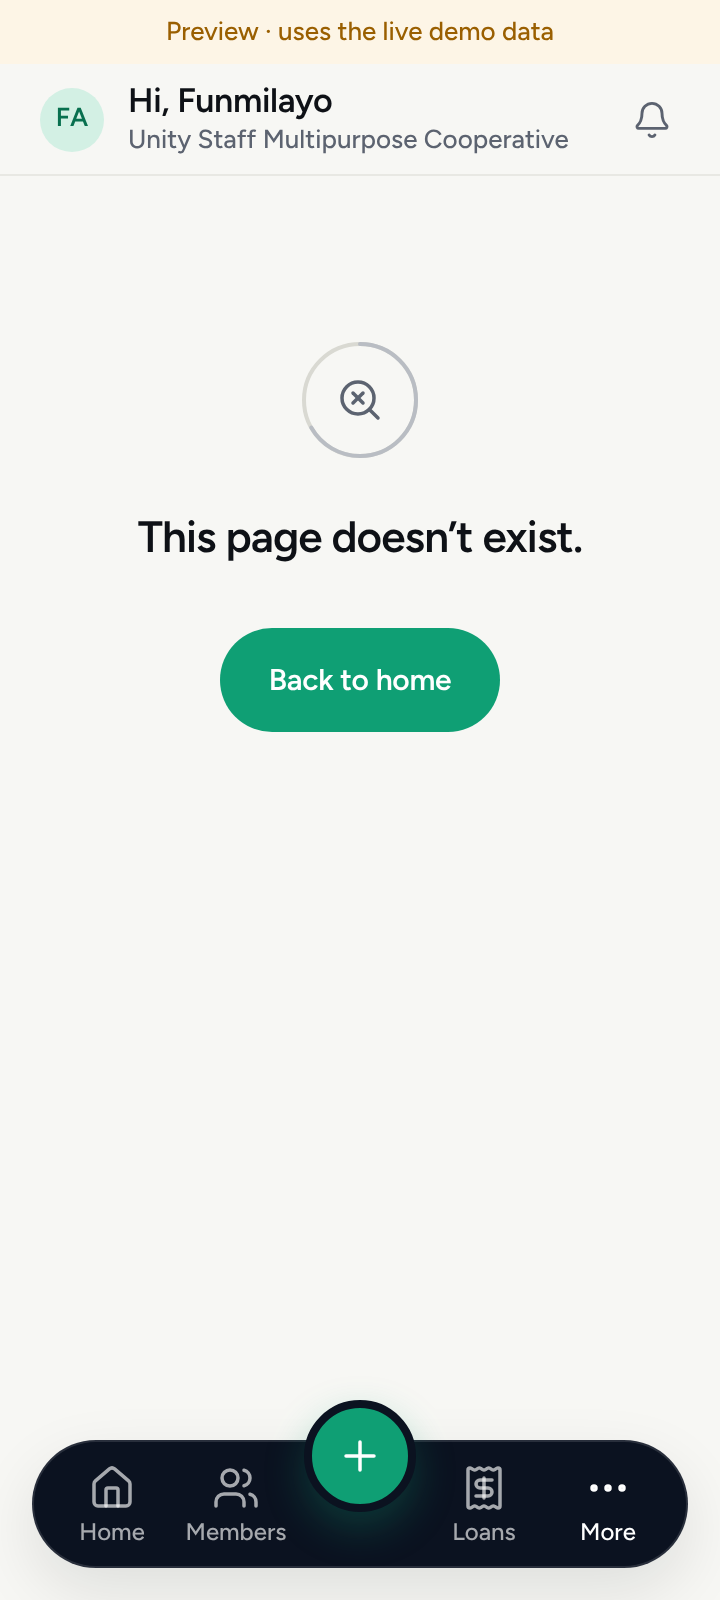 Preview · uses the live demo data
FA
Hi, Funmilayo
Unity Staff Multipurpose Cooperative
This page doesn’t exist.
Back to home
Home
Members
Loans
More